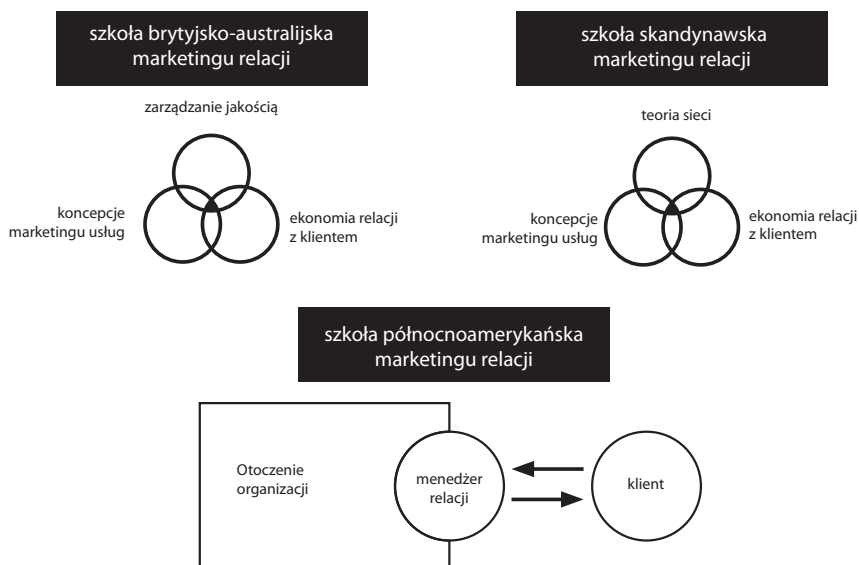 szkoła brytyjsko-australijska
marketingu relacji
zarządzanie jakością
koncepcje
marketingu usług
ekonomia relacji
z klientem
szkoła skandynawska
marketingu relacji
teoria sieci
koncepcje
marketingu usług
ekonomia relacji
z klientem
szkoła północnoamerykańska
marketingu relacji
Otoczenie
organizacji
menedżer
relacji
klient